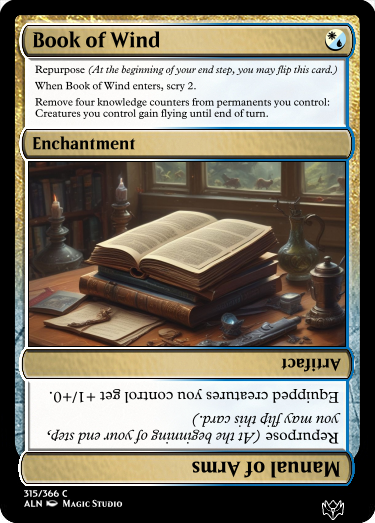 Book of Wind
Repurpose (At the beginning of your end step, you may flip this card.)
When Book of Wind enters, scry 2.
Remove four knowledge counters from permanents you control:
Creatures you control gain flying until end of turn.
Enchantment
Manual of Arms
Repurpose (At the beginning of your end step,
you may flip this card.)
Equipped creatures you control get +1/+0.
Artifact
315/366 C
ALN Magic Studio